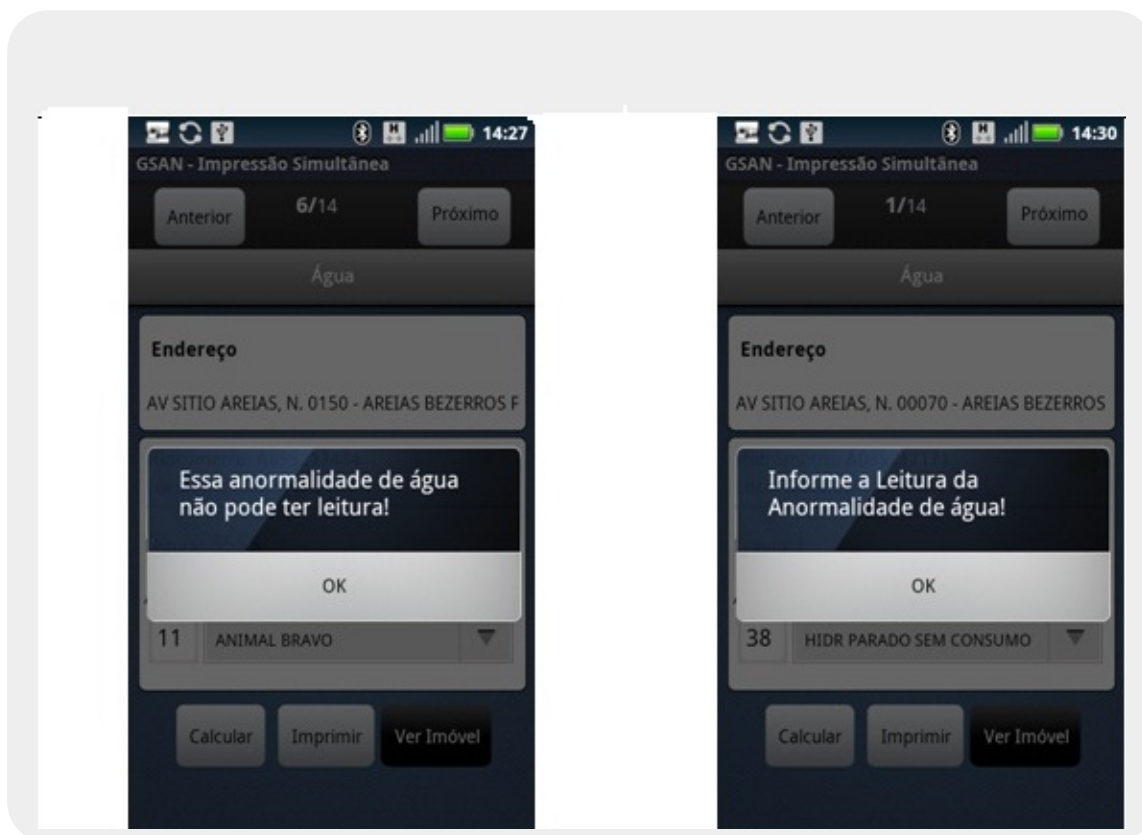 14:27
GSAN - Impressão Simultânea
Anterior
6/14
Próximo
Água
Endereço
AV SITIO AREIAS, N. 0150 - AREIAS BEZERROS F
Essa anormalidade de água
não pode ter leitura!
OK
11
ANIMAL BRAVO
Calcular
Imprimir
Ver Imóvel
14:30
GSAN - Impressão Simultânea
Anterior
1/14
Próximo
Água
Endereço
AV SITIO AREIAS, N. 00070 - AREIAS BEZERROS
Informe a Leitura da
Anormalidade de água!
OK
38
HIDR PARADO SEM CONSUMO
Calcular
Imprimir
Ver Imóvel